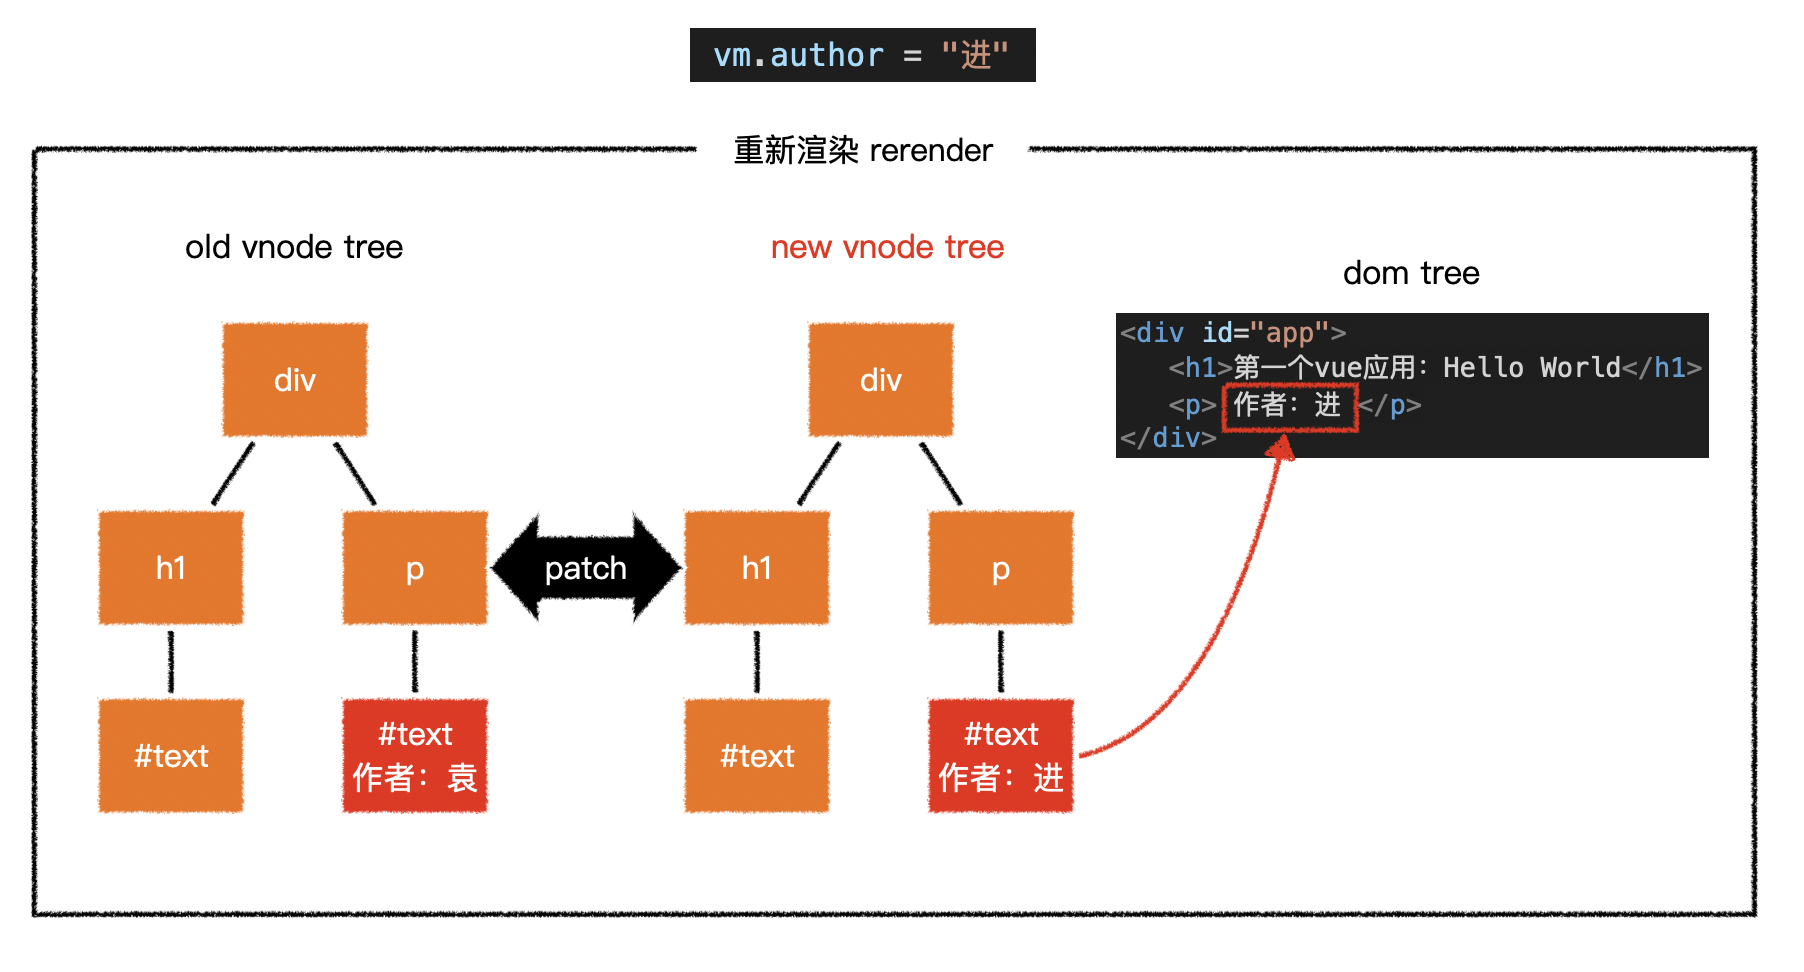 vm.author = "进"
重新渲染 rerender
old vnode tree
new vnode tree
dom tree
div
h1
p
#text
#text
作者：袁
patch
div
h1
p
#text
#text
作者：进
<div id="app">
<h1>第一个vue应用：Hello World</h1>
<p> 作者：进 </p>
</div>